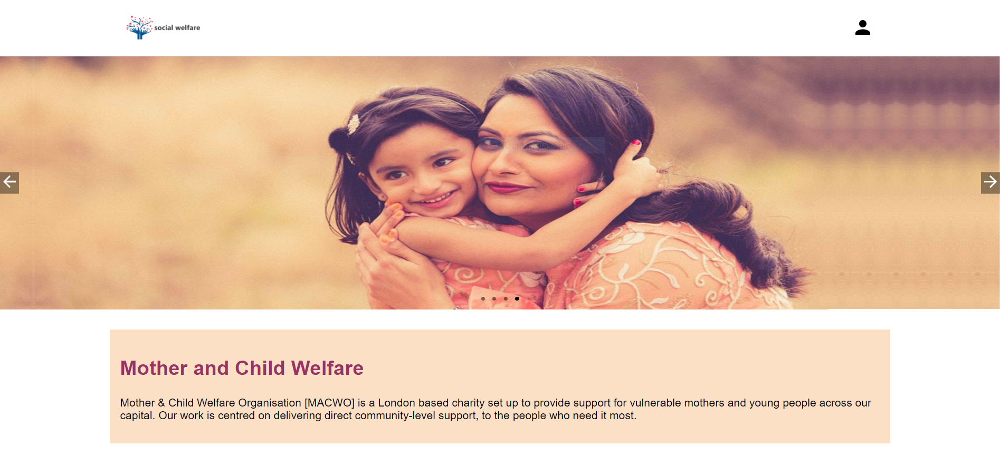 social welfare
Mother and Child Welfare
Mother & Child Welfare Organisation [MACWO] is a London based charity set up to provide support for vulnerable mothers and young people across our
capital. Our work is centred on delivering direct community-level support, to the people who need it most.